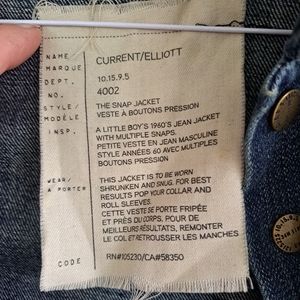 NAME / MARQUE CURRENT/ELLIOTT
DEPT. 10.15.9.5
NO. 4002
STYLE/ MODÈLE THE SNAP JACKET
VESTE À BOUTONS PRESSION
INSP. A LITTLE BOY'S 1960'S JEAN JACKET
WITH MULTIPLE SNAPS.
PETITE VESTE EN JEAN MASCULINE
STYLE ANNÉES 60 AVEC MULTIPLES
BOUTONS PRESSION
WEAR/ A PORTER THIS JACKET IS TO BE WORN
SHRUNKEN AND SNUG. FOR BEST
RESULTS POP YOUR COLLAR AND
ROLL SLEEVES.
CETTE VESTE SE PORTE FRIPÉE
ET PRÈS DU CORPS, POUR DE
MEILLEURS RÉSULTATS, REMONTER
LE COL ET RETROUSSER LES MANCHES
CODE RN#105230/CA#58350